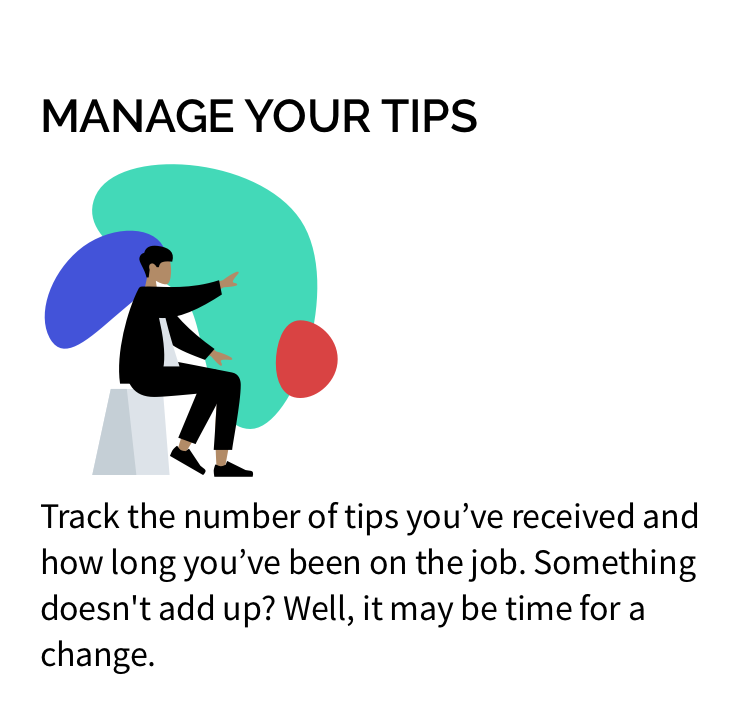 MANAGE YOUR TIPS
Track the number of tips you’ve received and
how long you’ve been on the job. Something
doesn't add up? Well, it may be time for a
change.